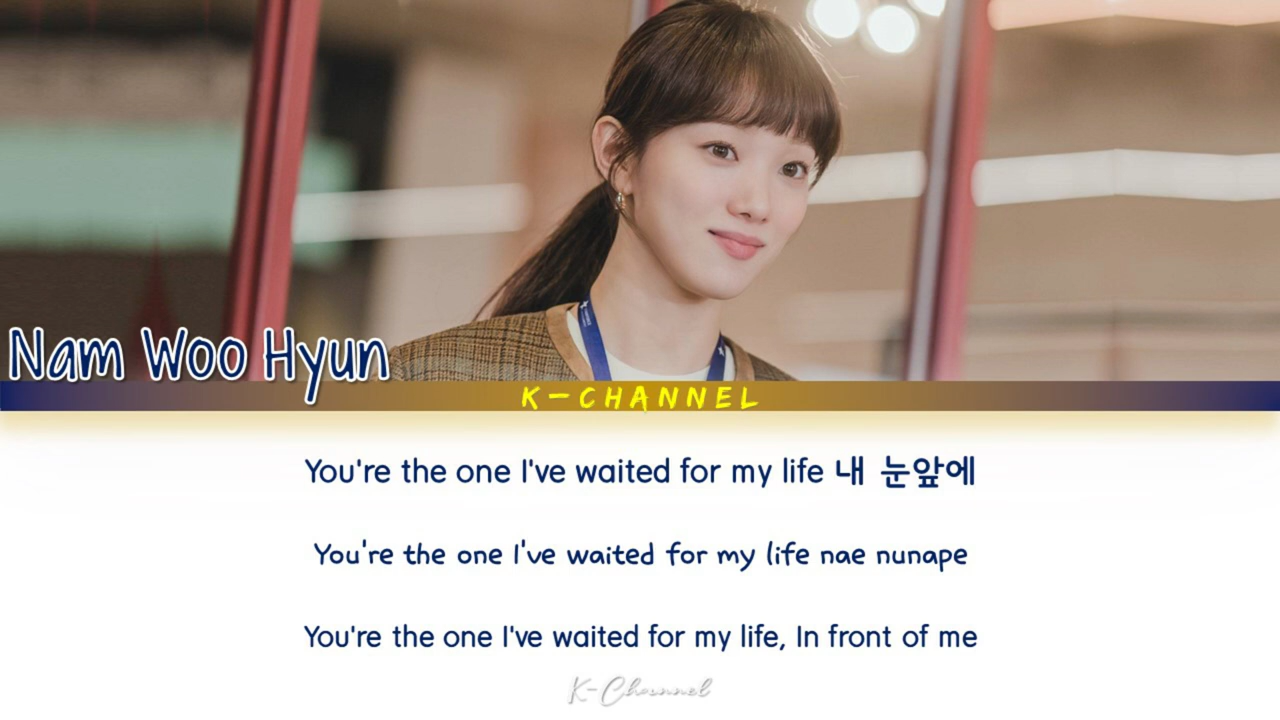 Nam Woo Hyun
K-CHANNEL
You're the one I've waited for my life 내 눈앞에
You're the one I've waited for my life nae nunape
You're the one I've waited for my life, In front of me
K-Channel